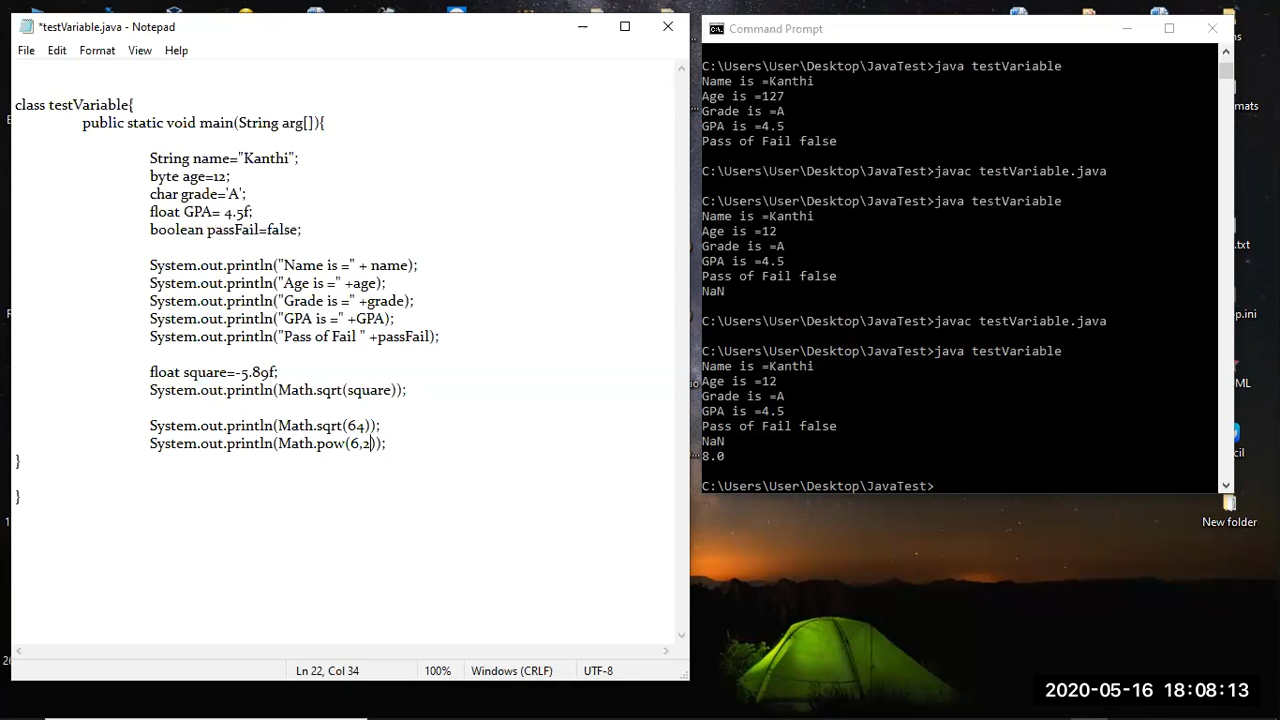 *testVariable.java - Notepad
File Edit Format View Help
class testVariable{
public static void main(String arg[]){
String name="Kanthi";
byte age=12;
char grade='A';
float GPA= 4.5f;
boolean passFail=false;
System.out.println("Name is =" + name);
System.out.println("Age is =" +age);
System.out.println("Grade is =" +grade);
System.out.println("GPA is =" +GPA);
System.out.println("Pass of Fail " +passFail);
float square=-5.89f;
System.out.println(Math.sqrt(square));
System.out.println(Math.sqrt(64));
System.out.println(Math.pow(6,2));
}
}
Ln 22, Col 34 100% Windows (CRLF) UTF-8
Command Prompt
C:\Users\User\Desktop\JavaTest>java testVariable
Name is =Kanthi
Age is =127
Grade is =A
GPA is =4.5
Pass of Fail false
C:\Users\User\Desktop\JavaTest>javac testVariable.java
C:\Users\User\Desktop\JavaTest>java testVariable
Name is =Kanthi
Age is =12
Grade is =A
GPA is =4.5
Pass of Fail false
NaN
C:\Users\User\Desktop\JavaTest>javac testVariable.java
C:\Users\User\Desktop\JavaTest>java testVariable
Name is =Kanthi
Age is =12
Grade is =A
GPA is =4.5
Pass of Fail false
NaN
8.0
C:\Users\User\Desktop\JavaTest>
New folder
2020-05-16 18:08:13